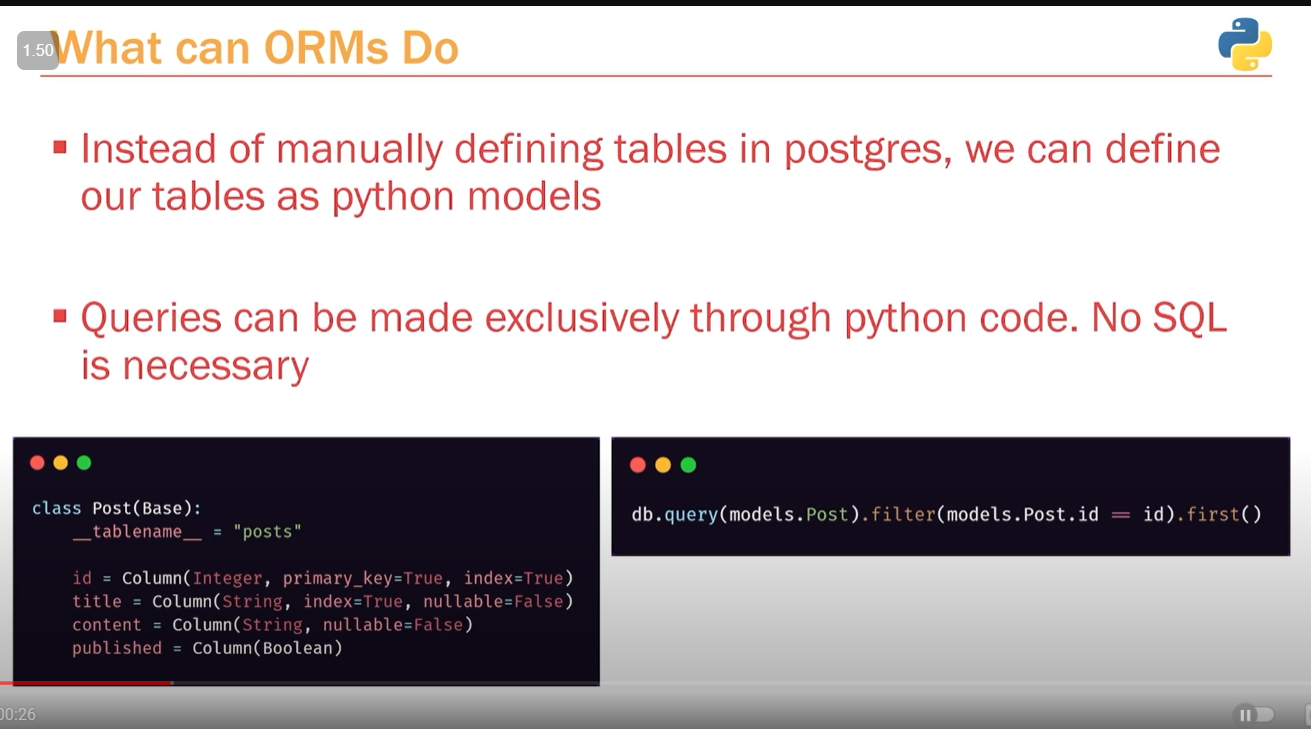 1.50
What can ORMs Do
Instead of manually defining tables in postgres, we can define
our tables as python models
Queries can be made exclusively through python code. No SQL
is necessary
class Post(Base):
    __tablename__ = "posts"
    id = Column(Integer, primary_key=True, index=True)
    title = Column(String, index=True, nullable=False)
    content = Column(String, nullable=False)
    published = Column(Boolean)
db.query(models.Post).filter(models.Post.id == id).first()
00:26